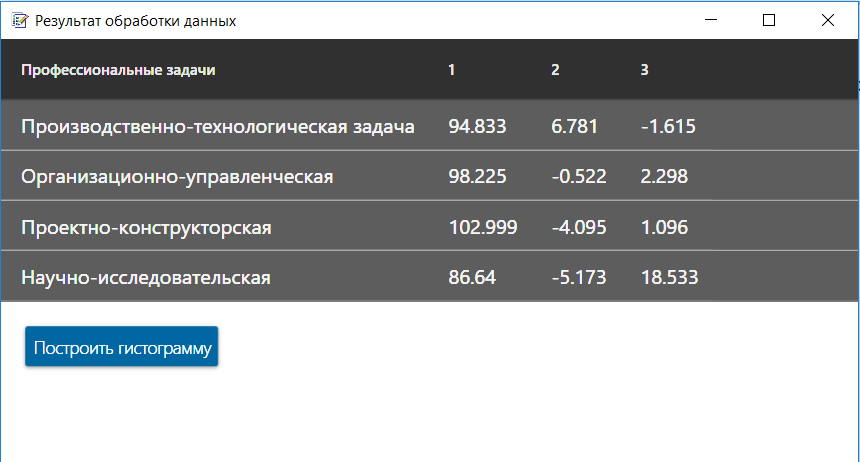 Результат обработки данных
Профессиональные задачи 1 2 3
Производственно-технологическая задача 94.833 6.781 -1.615
Организационно-управленческая 98.225 -0.522 2.298
Проектно-конструкторская 102.999 -4.095 1.096
Научно-исследовательская 86.64 -5.173 18.533
Построить гистограмму